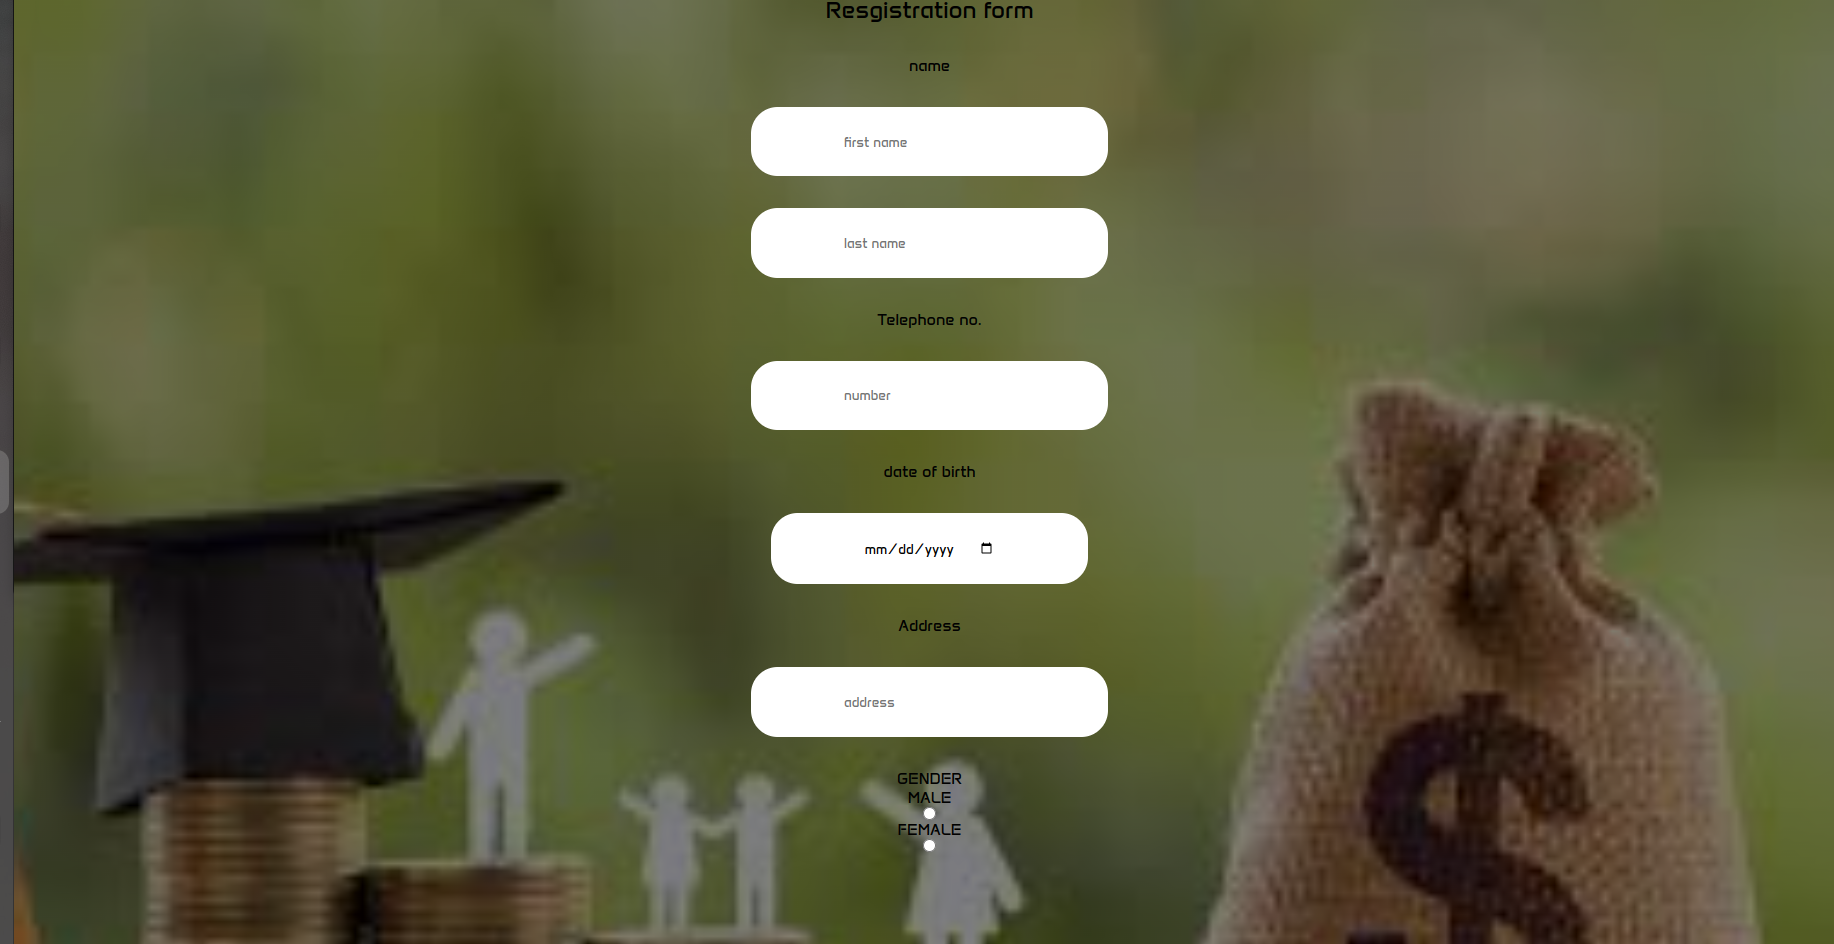 Resgistration form
name
first name
last name
Telephone no.
number
date of birth
mm/dd/yyyy
Address
address
GENDER
MALE
FEMALE
$